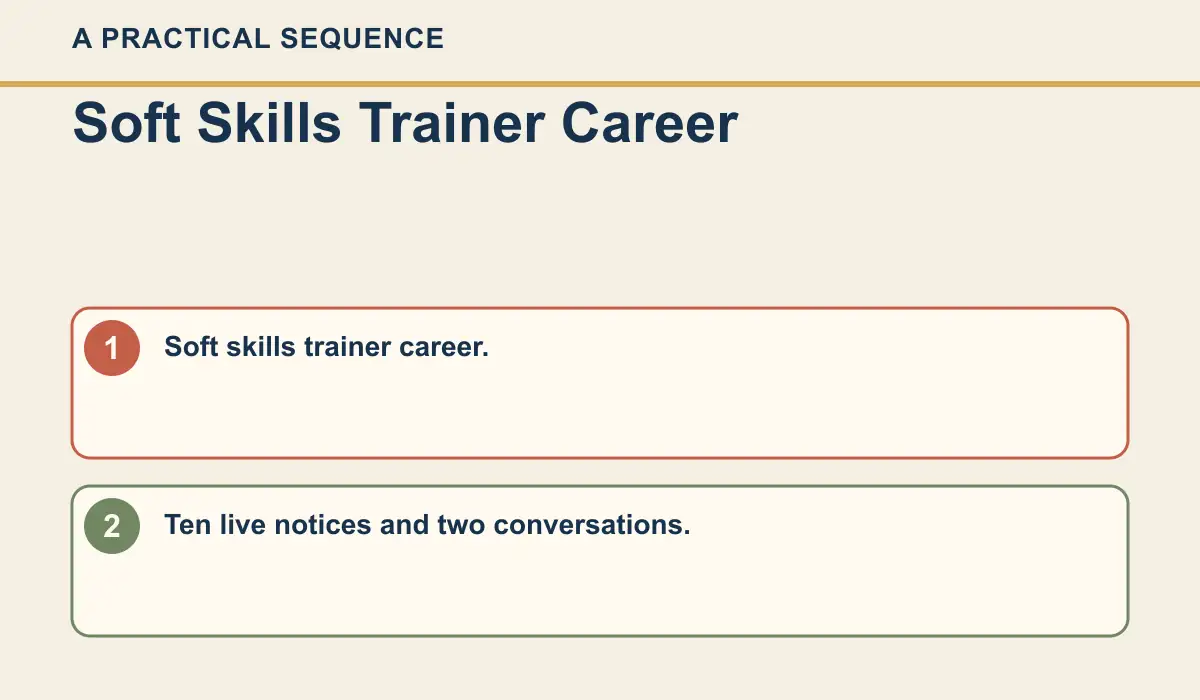 A PRACTICAL SEQUENCE
Soft Skills Trainer Career
1 Soft skills trainer career.
2 Ten live notices and two conversations.